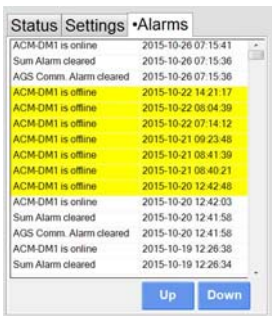 Status Settings •Alarms
ACM-DM1 is online 2015-10-26 07:15:41
Sum Alarm cleared 2015-10-26 07:15:36
AGS Comm. Alarm cleared 2015-10-26 07:15:36
ACM-DM1 is offline 2015-10-22 14:21:17
ACM-DM1 is offline 2015-10-22 08:04:39
ACM-DM1 is offline 2015-10-22 07:14:12
ACM-DM1 is offline 2015-10-21 09:23:48
ACM-DM1 is offline 2015-10-21 08:41:39
ACM-DM1 is offline 2015-10-21 08:40:21
ACM-DM1 is offline 2015-10-20 12:42:48
ACM-DM1 is online 2015-10-20 12:42:03
Sum Alarm cleared 2015-10-20 12:41:58
AGS Comm. Alarm cleared 2015-10-20 12:41:58
ACM-DM1 is online 2015-10-19 12:26:38
Sum Alarm cleared 2015-10-19 12:26:34
Up Down